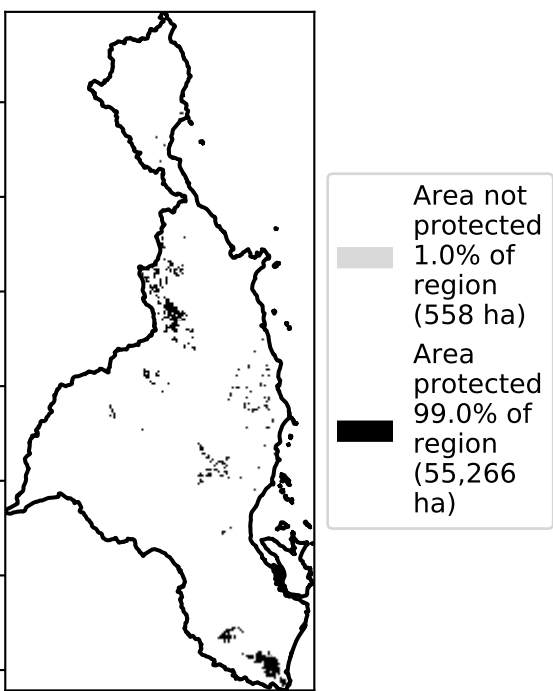 Area not
protected
1.0% of
region
(558 ha)
Area
protected
99.0% of
region
(55,266
ha)